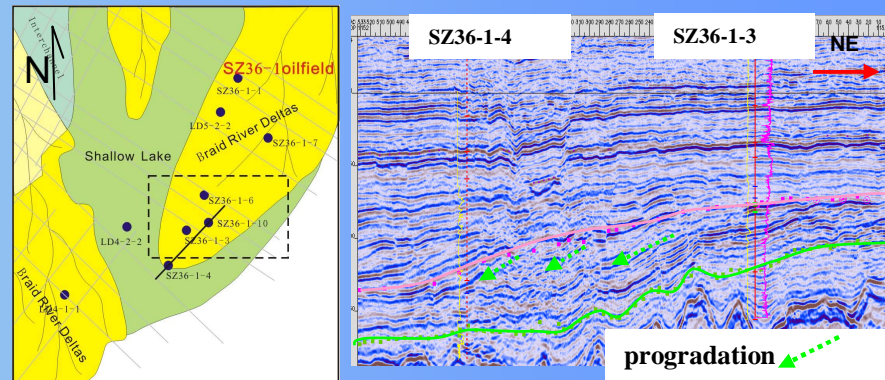 Interchannel
N
SZ36-1oilfield
SZ36-1-1
LD5-2-2
Braid River Deltas
SZ36-1-7
Shallow Lake
SZ36-1-6
SZ36-1-10
LD4-2-2
SZ36-1-3
SZ36-1-4
Braid River Deltas
SZ36-1-4
SZ36-1-3
NE
progradation